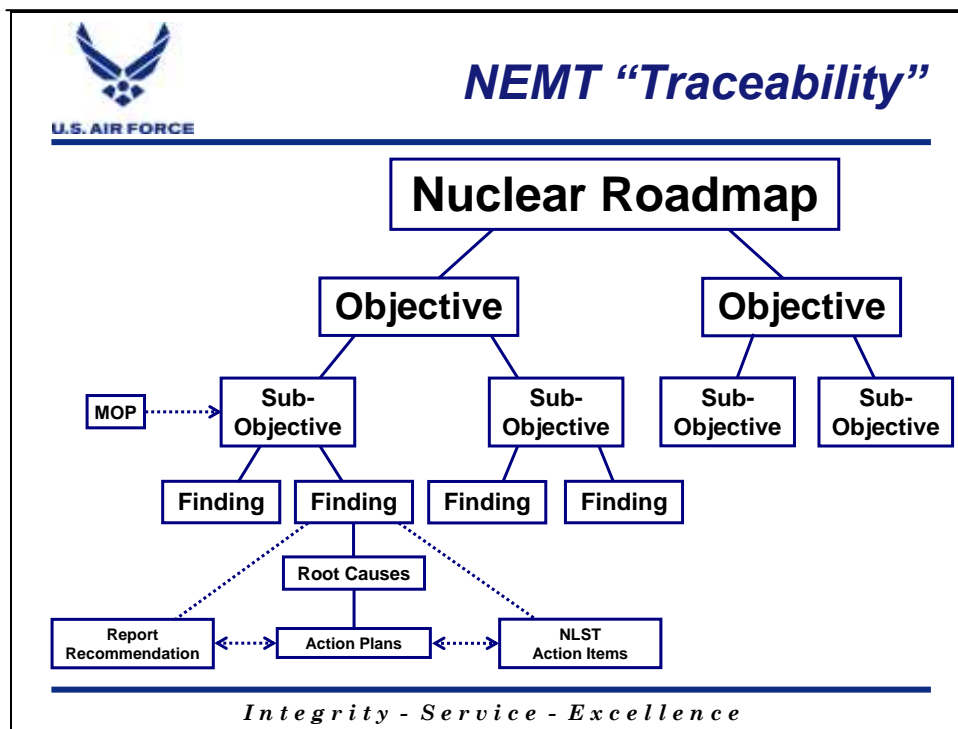 NEMT “Traceability”
U.S. AIR FORCE
Nuclear Roadmap
Objective
Objective
Sub-
Objective
Sub-
Objective
Sub-
Objective
Sub-
Objective
MOP
Finding
Finding
Finding
Finding
Root Causes
Report
Recommendation
Action Plans
NLST
Action Items
Integrity - Service - Excellence